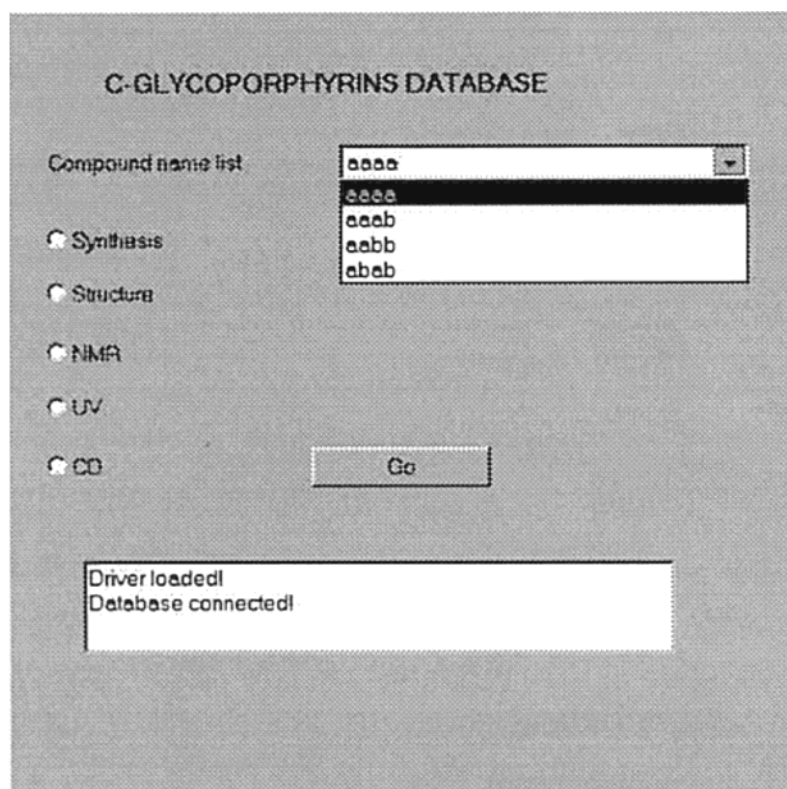 C-GLYCOPORPHYRINS DATABASE
Compound name list
aaaa
aaaa
aaab
aabb
abab
Synthesis
Structure
NMR
UV
CD
Go
Driver loaded!
Database connected!